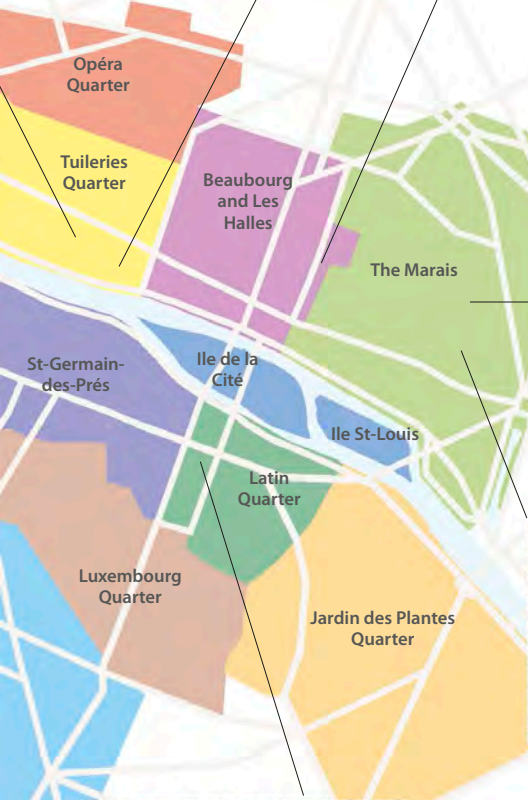 Opéra
Quarter
Tuileries
Quarter
Beaubourg
and Les
Halles
The Marais
St-Germain-
des-Prés
Ile de la
Cité
Ile St-Louis
Latin
Quarter
Luxembourg
Quarter
Jardin des Plantes
Quarter